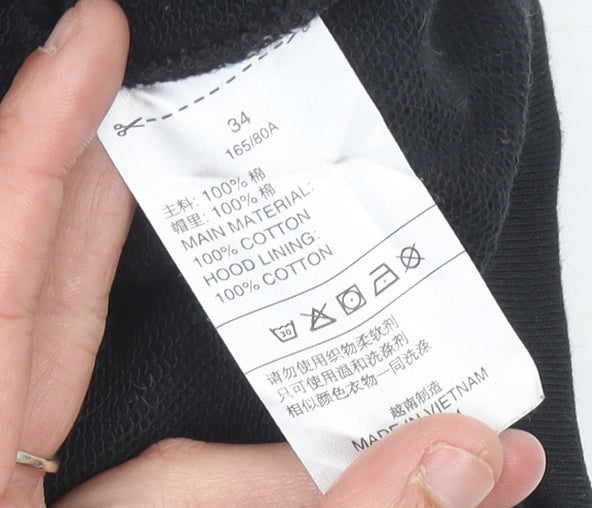 34
165/80A
主料: 100% 棉
帽里: 100% 棉
MAIN MATERIAL:
100% COTTON
HOOD LINING:
100% COTTON
30
请勿使用织物柔软剂
只可使用温和洗涤剂
相似颜色衣物一同洗涤
越南制造
MADE IN VIETNAM